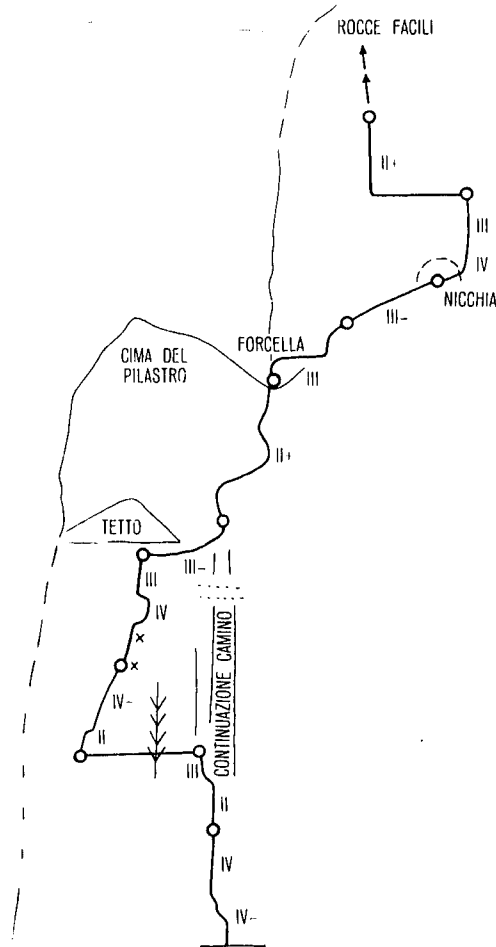 ROCCE FACILI
II+
III
IV
NICCHIA
III-
FORCELLA
III
CIMA DEL
PILASTRO
II+
TETTO
III-
III
IV
x
x
IV-
II
CONTINUAZIONE CAMINO
III
II
IV
IV-